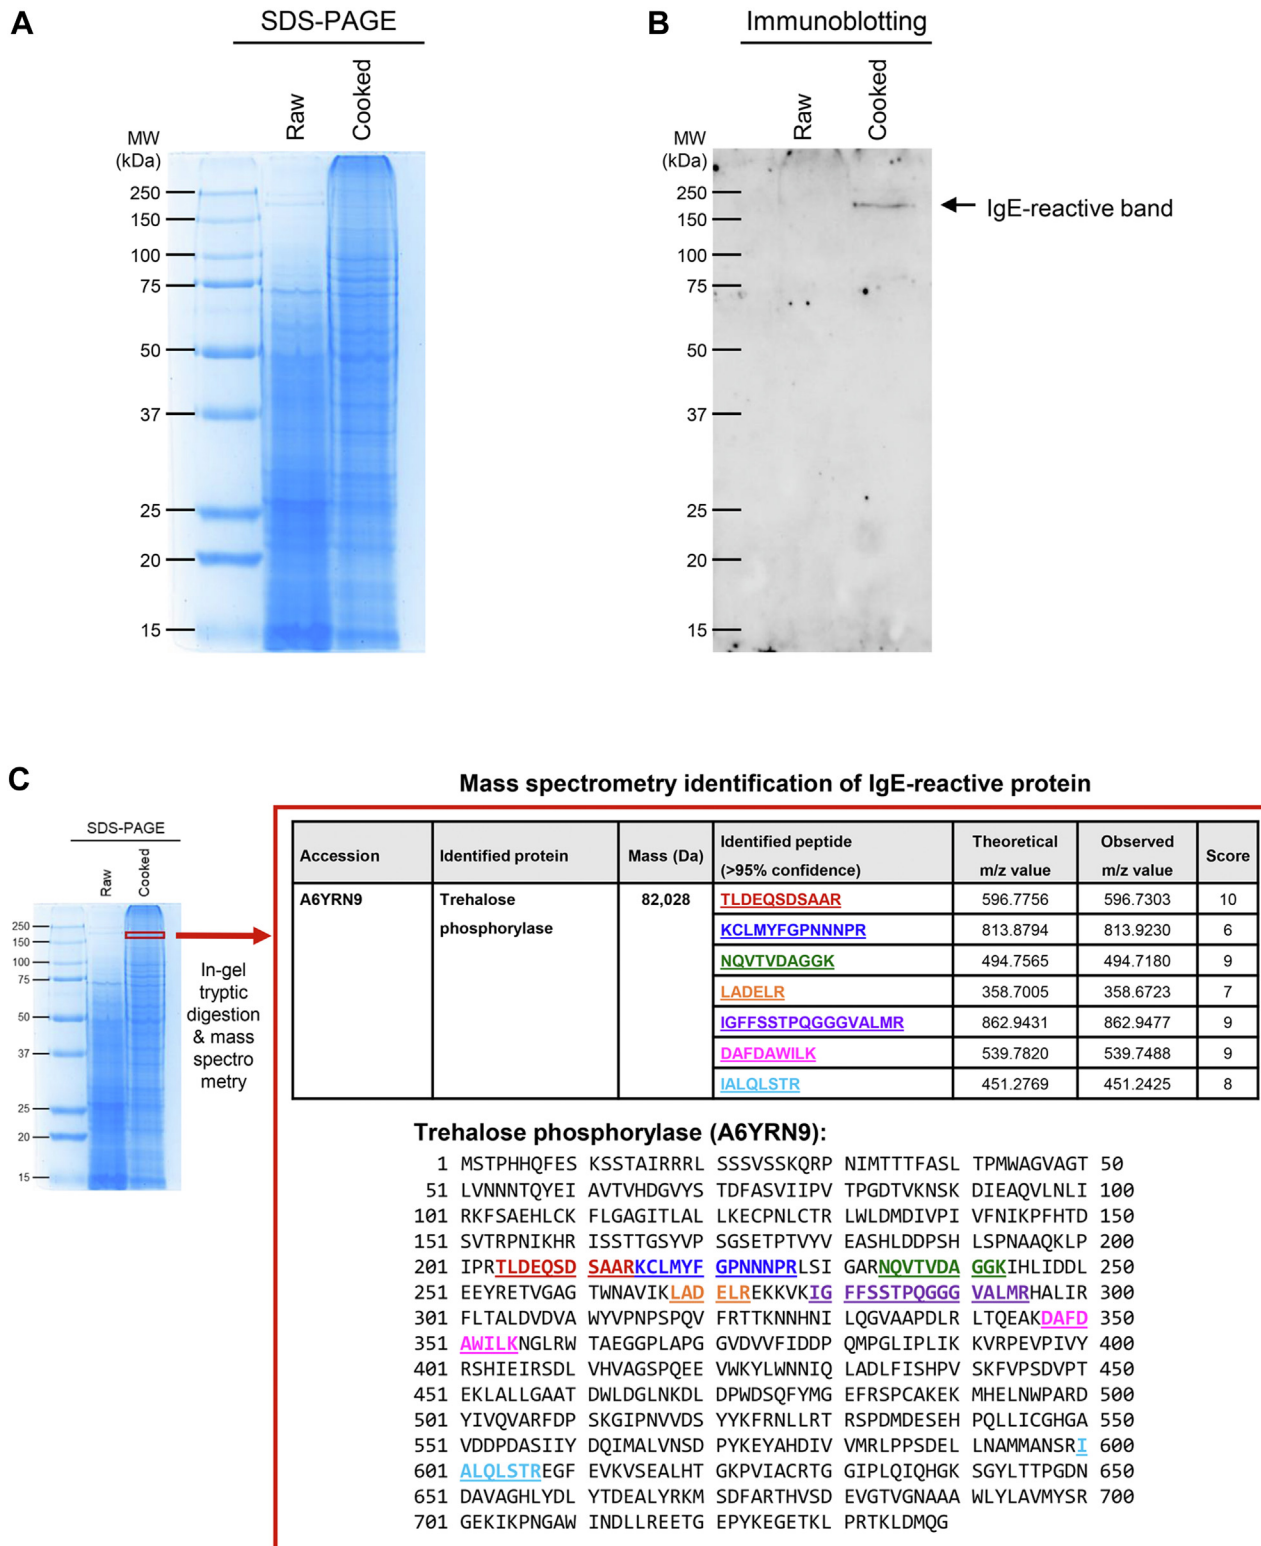 A
SDS-PAGE
Raw
Cooked
MW
(kDa)
250
150
100
75
50
37
25
20
15
B
Immunoblotting
Raw
Cooked
MW
(kDa)
250
150
100
75
50
37
25
20
15
IgE-reactive band
C
SDS-PAGE
Raw
Cooked
250
150
100
75
50
37
25
20
15
In-gel
tryptic
digestion
& mass
spectro
metry
Mass spectrometry identification of IgE-reactive protein
Accession Identified protein Mass (Da) Identified peptide (>95% confidence) Theoretical m/z value Observed m/z value Score
A6YRN9 Trehalose phosphorylase 82,028 TLDEQSDSAAR 596.7756 596.7303 10
KCLMYFGPNNNPR 813.8794 813.9230 6
NQVTVDAGGK 494.7565 494.7180 9
LADELR 358.7005 358.6723 7
IGFFSSTPQGGGVALMR 862.9431 862.9477 9
DAFDAWILK 539.7820 539.7488 9
IALQLSTR 451.2769 451.2425 8
Trehalose phosphorylase (A6YRN9):
1 MSTPHHQFES KSSTAIRRRL SSSVSSKQRP NIMTTTFASL TPMWAGVAGT 50
51 LVNNNTQYEI AVTVHDGVYS TDFASVIIPV TPGDTVKNSK DIEAQVLNLI 100
101 RKFSAEHLCK FLGAGITLAL LKECPNLCTR LWLDMDIVPI VFNIKPFHTD 150
151 SVTRPNIKHR ISSTTGSYVP SGSETPTVYV EASHLDDPSH LSPNAAQKLP 200
201 IPRTLDEQSD SAARKCLMYF GPNNNPRLSI GARNQVTVDA GGKIHLIDDL 250
251 EEYRETVGAG TWNAVIKLAD ELREKKVKIG FFSSTPQGGG VALMRHALIR 300
301 FLTALDVDVA WYVPNPSPQV FRTTKNNHNI LQGVAAPDLR LTQEAKDAFD 350
351 AWILKNGLRW TAEGGPLAPG GVDVVFIDDP QMPGLIPLIK KVRPEVPIVY 400
401 RSHIEIRSDL VHVAGSPQEE VWKYLWNNIQ LADLFISHPV SKFVPSDVPT 450
451 EKLALLGAAT DWLDGLNKDL DPWDSQFYMG EFRSPCAKEK MHELNWPARD 500
501 YIVQVARFDP SKGIPNVVDS YYKFRNLLRT RSPDMDESEH PQLLICGHGA 550
551 VDDPDASIIY DQIMALVNSD PYKEYAHDIV VMRLPPSDEL LNAMMANSRI 600
601 ALQLSTREGF EVKVSEALHT GKPVIACRTG GIPLQIQHGK SGYLTTPGDN 650
651 DAVAGHLYDL YTDEALYRKM SDFARTHVSD EVGTVGNAAA WLYLAVMYSR 700
701 GEKIKPNGAW INDLLREETG EPYKEGETKL PRTKLDMQG